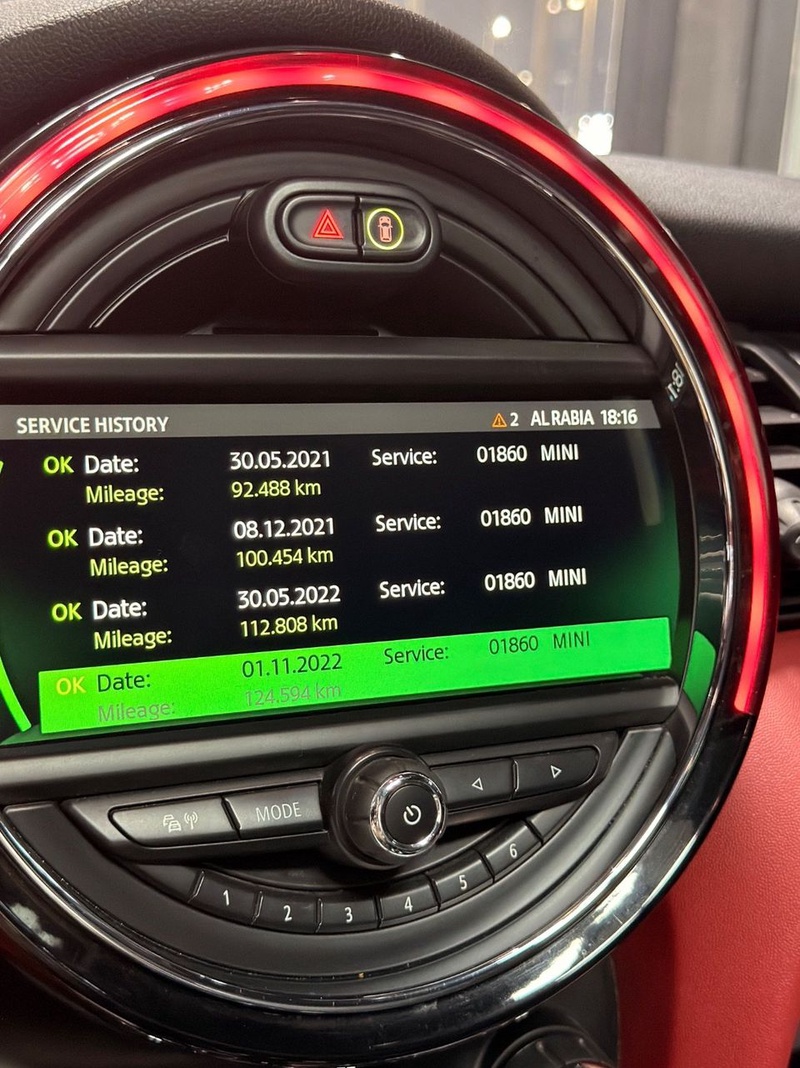 SERVICE HISTORY 2 AL RABIA 18:16
OK Date: 30.05.2021 Service: 01860 MINI
Mileage: 92.488 km
OK Date: 08.12.2021 Service: 01860 MINI
Mileage: 100.454 km
OK Date: 30.05.2022 Service: 01860 MINI
Mileage: 112.808 km
OK Date: 01.11.2022 Service: 01860 MINI
Mileage: 124.594 km
MODE
1 2 3 4 5 6